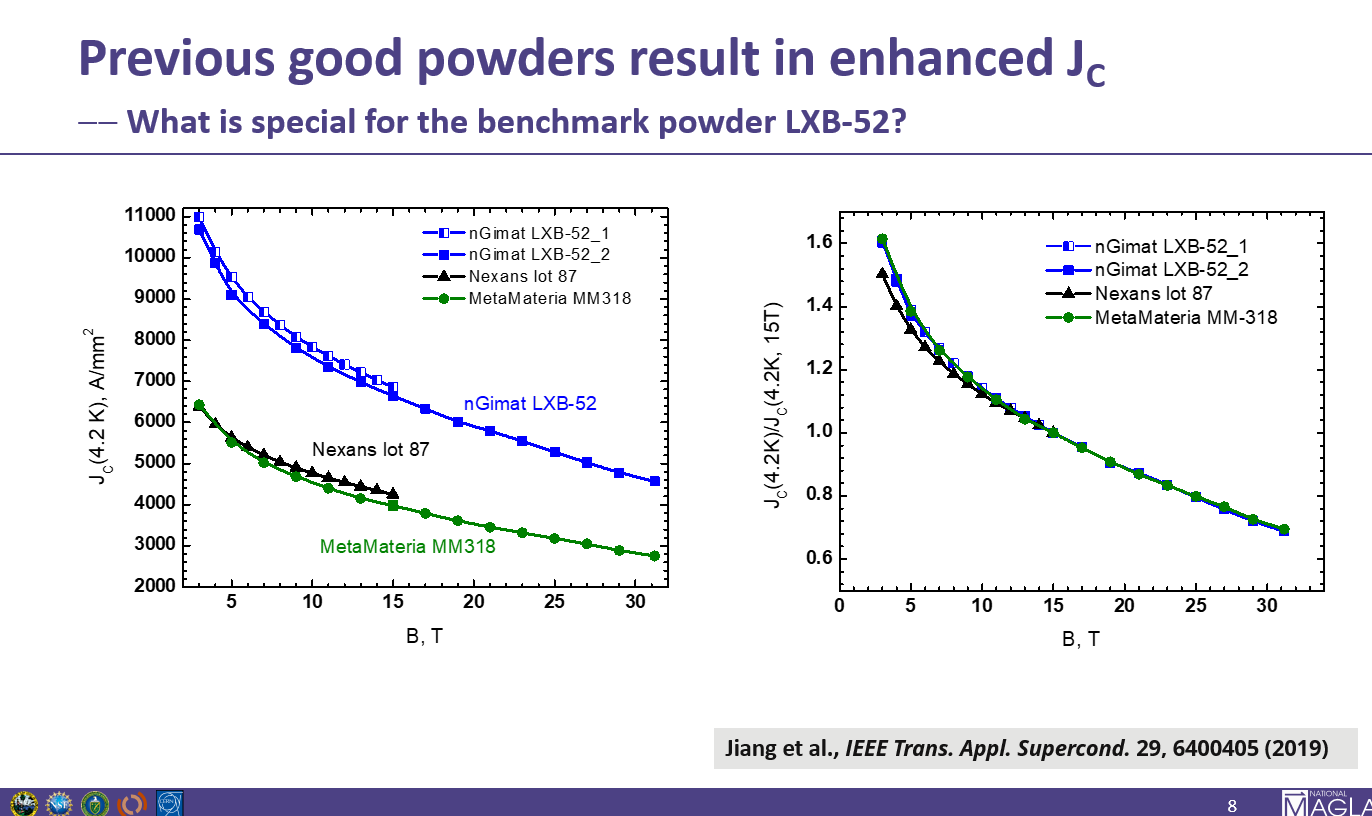 Previous good powders result in enhanced JC
—— What is special for the benchmark powder LXB-52?
11000
10000
9000
8000
7000
6000
5000
4000
3000
2000
JC(4.2 K), A/mm2
nGimat LXB-52_1
nGimat LXB-52_2
Nexans lot 87
MetaMateria MM318
nGimat LXB-52
Nexans lot 87
MetaMateria MM318
5 10 15 20 25 30
B, T
1.6
1.4
1.2
1.0
0.8
0.6
JC(4.2K)/JC(4.2K, 15T)
nGimat LXB-52_1
nGimat LXB-52_2
Nexans lot 87
MetaMateria MM-318
0 5 10 15 20 25 30
B, T
Jiang et al., IEEE Trans. Appl. Supercond. 29, 6400405 (2019)
NSF
CERN
8
NATIONAL
MAGLA